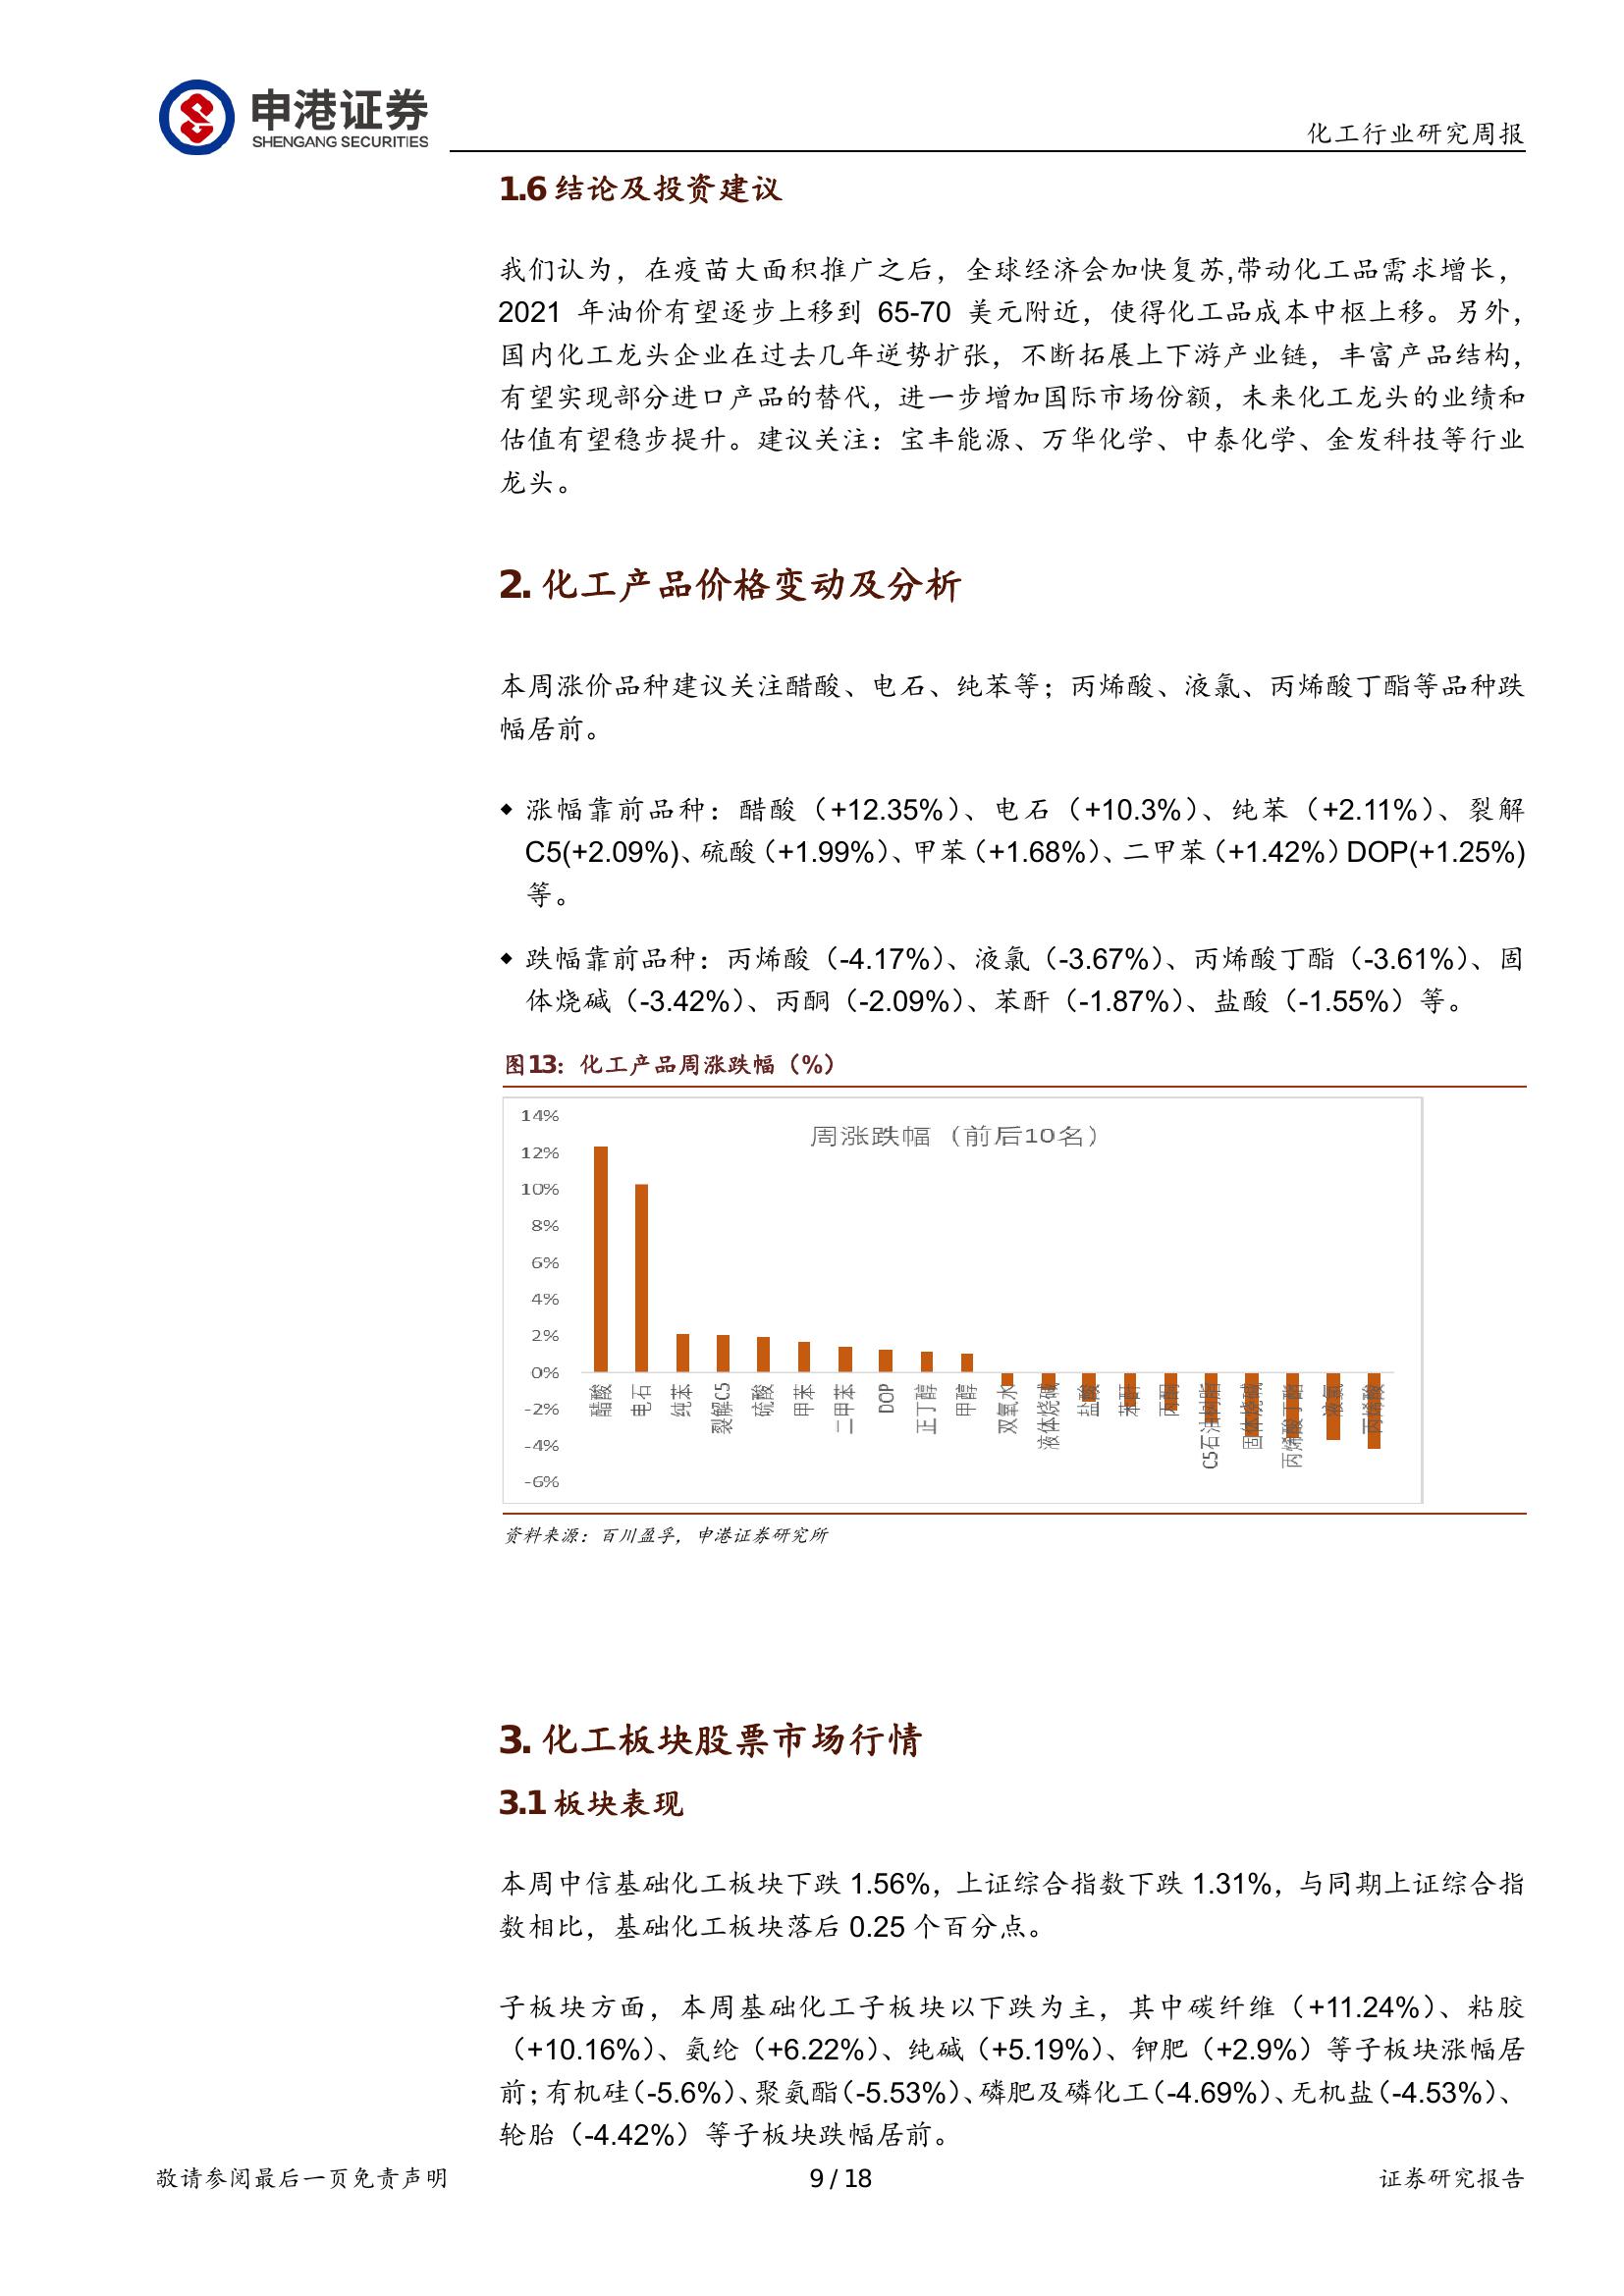 申港证券
SHENGANG SECURITIES
化工行业研究周报
1.6 结论及投资建议
我们认为，在疫苗大面积推广之后，全球经济会加快复苏,带动化工品需求增长，
2021 年油价有望逐步上移到 65-70 美元附近，使得化工品成本中枢上移。另外，
国内化工龙头企业在过去几年逆势扩张，不断拓展上下游产业链，丰富产品结构，
有望实现部分进口产品的替代，进一步增加国际市场份额，未来化工龙头的业绩和
估值有望稳步提升。建议关注：宝丰能源、万华化学、中泰化学、金发科技等行业
龙头。
2. 化工产品价格变动及分析
本周涨价品种建议关注醋酸、电石、纯苯等；丙烯酸、液氯、丙烯酸丁酯等品种跌
幅居前。
◆ 涨幅靠前品种：醋酸（+12.35%）、电石（+10.3%）、纯苯（+2.11%）、裂解
C5(+2.09%)、硫酸（+1.99%）、甲苯（+1.68%）、二甲苯（+1.42%）DOP(+1.25%)
等。
◆ 跌幅靠前品种：丙烯酸（-4.17%）、液氯（-3.67%）、丙烯酸丁酯（-3.61%）、固
体烧碱（-3.42%）、丙酮（-2.09%）、苯酐（-1.87%）、盐酸（-1.55%）等。
图13：化工产品周涨跌幅（%）
周涨跌幅（前后10名）
14%
12%
10%
8%
6%
4%
2%
0%
-2%
-4%
-6%
醋酸
电石
纯苯
裂解C5
硫酸
甲苯
二甲苯
DOP
正丁醇
甲醇
双氧水
液体烧碱
盐酸
苯酐
丙酮
C5石油树脂
固体烧碱
丙烯酸丁酯
液氯
丙烯酸
资料来源：百川盈孚，申港证券研究所
3. 化工板块股票市场行情
3.1 板块表现
本周中信基础化工板块下跌 1.56%，上证综合指数下跌 1.31%，与同期上证综合指
数相比，基础化工板块落后 0.25 个百分点。
子板块方面，本周基础化工子板块以下跌为主，其中碳纤维（+11.24%）、粘胶
（+10.16%）、氨纶（+6.22%）、纯碱（+5.19%）、钾肥（+2.9%）等子板块涨幅居
前；有机硅（-5.6%）、聚氨酯（-5.53%）、磷肥及磷化工（-4.69%）、无机盐（-4.53%）、
轮胎（-4.42%）等子板块跌幅居前。
敬请参阅最后一页免责声明
9 / 18
证券研究报告